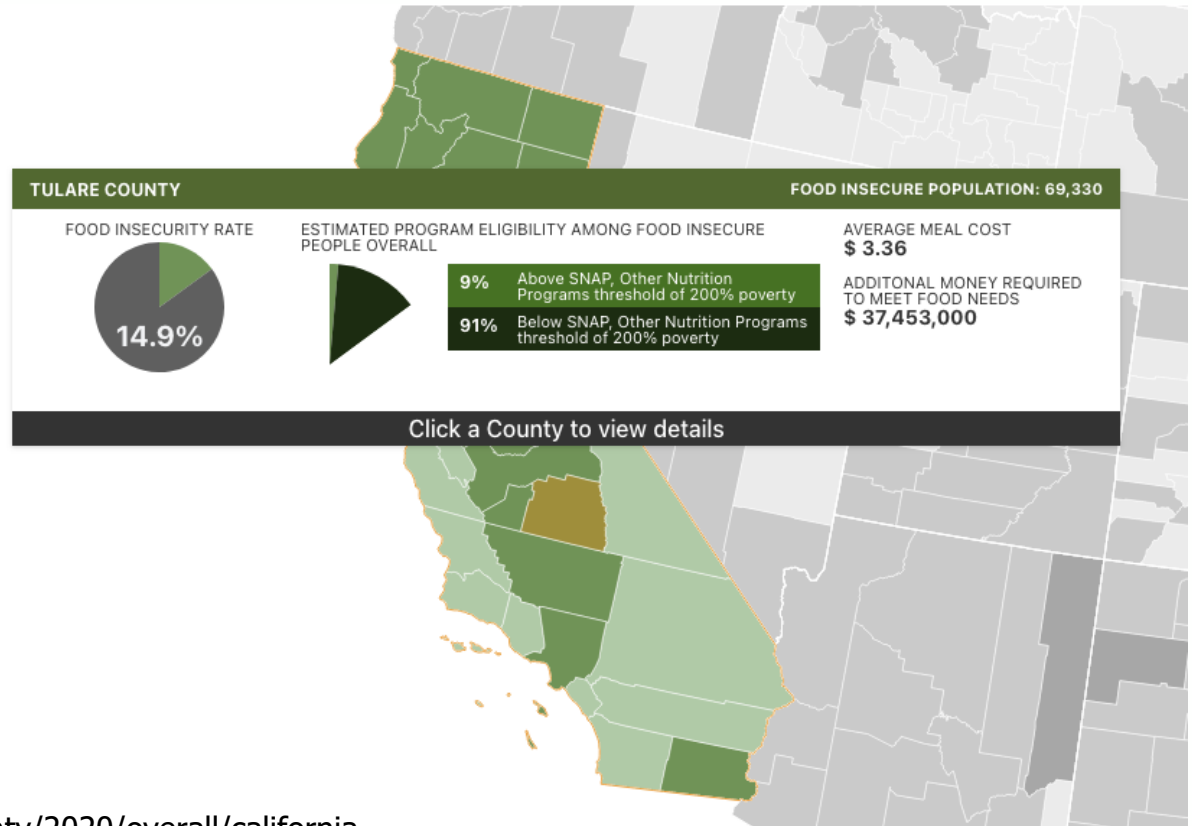 TULARE COUNTY
FOOD INSECURE POPULATION: 69,330
FOOD INSECURITY RATE
14.9%
ESTIMATED PROGRAM ELIGIBILITY AMONG FOOD INSECURE
PEOPLE OVERALL
9%
Above SNAP, Other Nutrition
Programs threshold of 200% poverty
91%
Below SNAP, Other Nutrition Programs
threshold of 200% poverty
AVERAGE MEAL COST
$ 3.36
ADDITONAL MONEY REQUIRED
TO MEET FOOD NEEDS
$ 37,453,000
Click a County to view details
/2020/overall/california